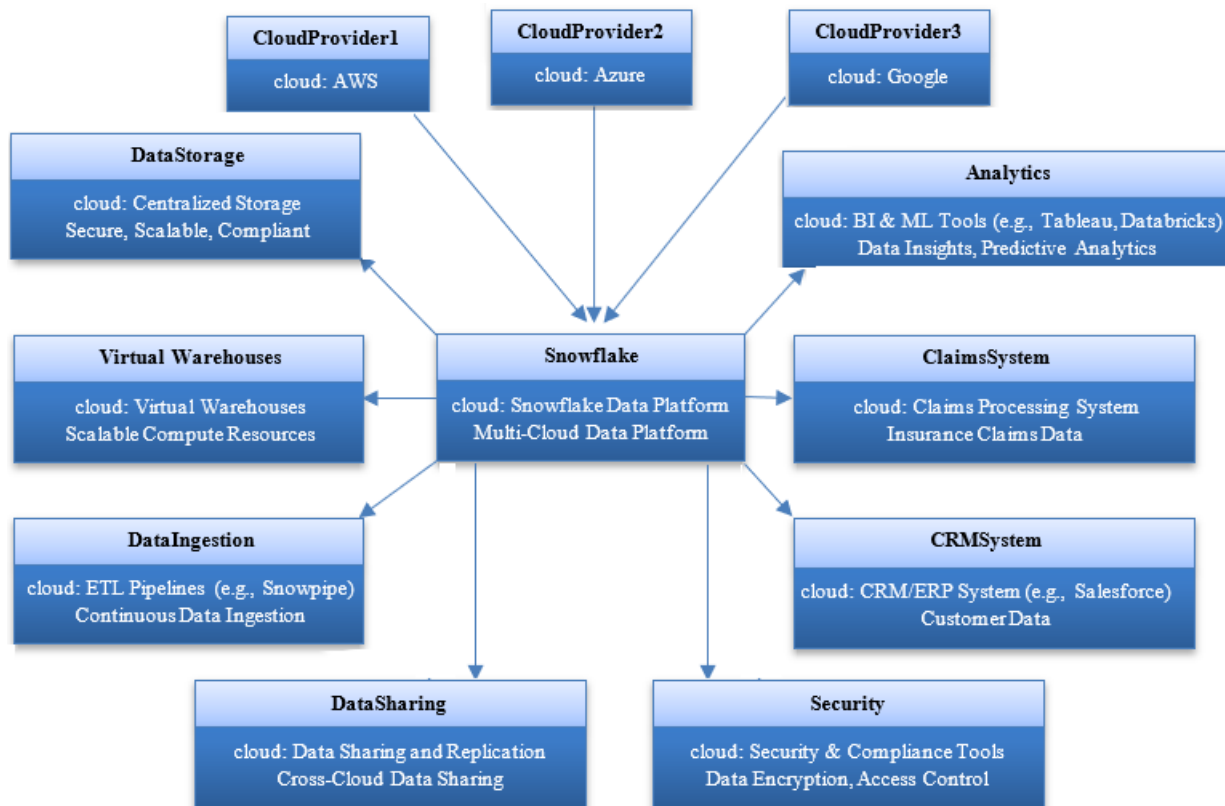 CloudProvider1
cloud: AWS
CloudProvider2
cloud: Azure
CloudProvider3
cloud: Google
DataStorage
cloud: Centralized Storage
Secure, Scalable, Compliant
Analytics
cloud: BI & ML Tools (e.g., Tableau, Databricks)
Data Insights, Predictive Analytics
Virtual Warehouses
cloud: Virtual Warehouses
Scalable Compute Resources
Snowflake
cloud: Snowflake Data Platform
Multi-Cloud Data Platform
ClaimsSystem
cloud: Claims Processing System
Insurance Claims Data
DataIngestion
cloud: ETL Pipelines (e.g., Snowpipe)
Continuous Data Ingestion
CRMSystem
cloud: CRM/ERP System (e.g., Salesforce)
Customer Data
DataSharing
cloud: Data Sharing and Replication
Cross-Cloud Data Sharing
Security
cloud: Security & Compliance Tools
Data Encryption, Access Control